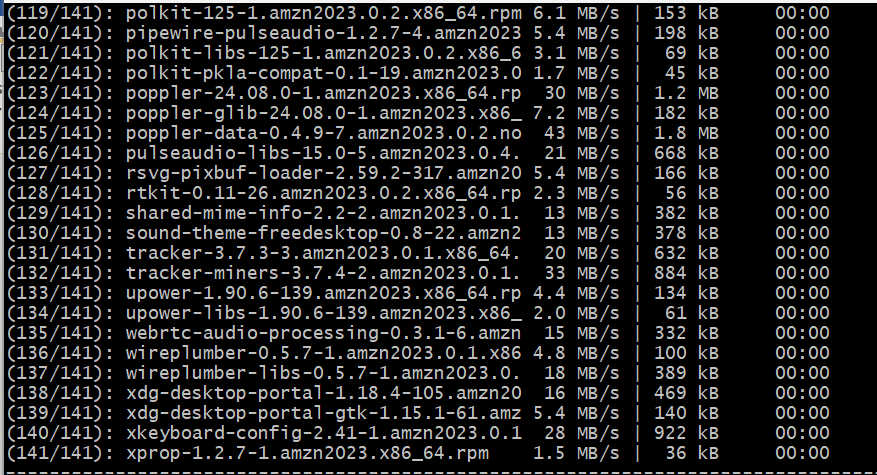 (119/141): polkit-125-1.amzn2023.0.2.x86_64.rpm 6.1 MB/s | 153 kB 00:00
(120/141): pipewire-pulseaudio-1.2.7-4.amzn2023 5.4 MB/s | 198 kB 00:00
(121/141): polkit-libs-125-1.amzn2023.0.2.x86_6 3.1 MB/s | 69 kB 00:00
(122/141): polkit-pkla-compat-0.1-19.amzn2023.0 1.7 MB/s | 45 kB 00:00
(123/141): poppler-24.08.0-1.amzn2023.x86_64.rp 30 MB/s | 1.2 MB 00:00
(124/141): poppler-glib-24.08.0-1.amzn2023.x86_ 7.2 MB/s | 182 kB 00:00
(125/141): poppler-data-0.4.9-7.amzn2023.0.2.no 43 MB/s | 1.8 MB 00:00
(126/141): pulseaudio-libs-15.0-5.amzn2023.0.4. 21 MB/s | 668 kB 00:00
(127/141): rsvg-pixbuf-loader-2.59.2-317.amzn20 5.4 MB/s | 166 kB 00:00
(128/141): rtkit-0.11-26.amzn2023.0.2.x86_64.rp 2.3 MB/s | 56 kB 00:00
(129/141): shared-mime-info-2.2-2.amzn2023.0.1. 13 MB/s | 382 kB 00:00
(130/141): sound-theme-freedesktop-0.8-22.amzn2 13 MB/s | 378 kB 00:00
(131/141): tracker-3.7.3-3.amzn2023.0.1.x86_64. 20 MB/s | 632 kB 00:00
(132/141): tracker-miners-3.7.4-2.amzn2023.0.1. 33 MB/s | 884 kB 00:00
(133/141): upower-1.90.6-139.amzn2023.x86_64.rp 4.4 MB/s | 134 kB 00:00
(134/141): upower-libs-1.90.6-139.amzn2023.x86_ 2.0 MB/s | 61 kB 00:00
(135/141): webrtc-audio-processing-0.3.1-6.amzn 15 MB/s | 332 kB 00:00
(136/141): wireplumber-0.5.7-1.amzn2023.0.1.x86 4.8 MB/s | 100 kB 00:00
(137/141): wireplumber-libs-0.5.7-1.amzn2023.0. 18 MB/s | 389 kB 00:00
(138/141): xdg-desktop-portal-1.18.4-105.amzn20 16 MB/s | 469 kB 00:00
(139/141): xdg-desktop-portal-gtk-1.15.1-61.amz 5.4 MB/s | 140 kB 00:00
(140/141): xkeyboard-config-2.41-1.amzn2023.0.1 28 MB/s | 922 kB 00:00
(141/141): xprop-1.2.7-1.amzn2023.x86_64.rpm 1.5 MB/s | 36 kB 00:00